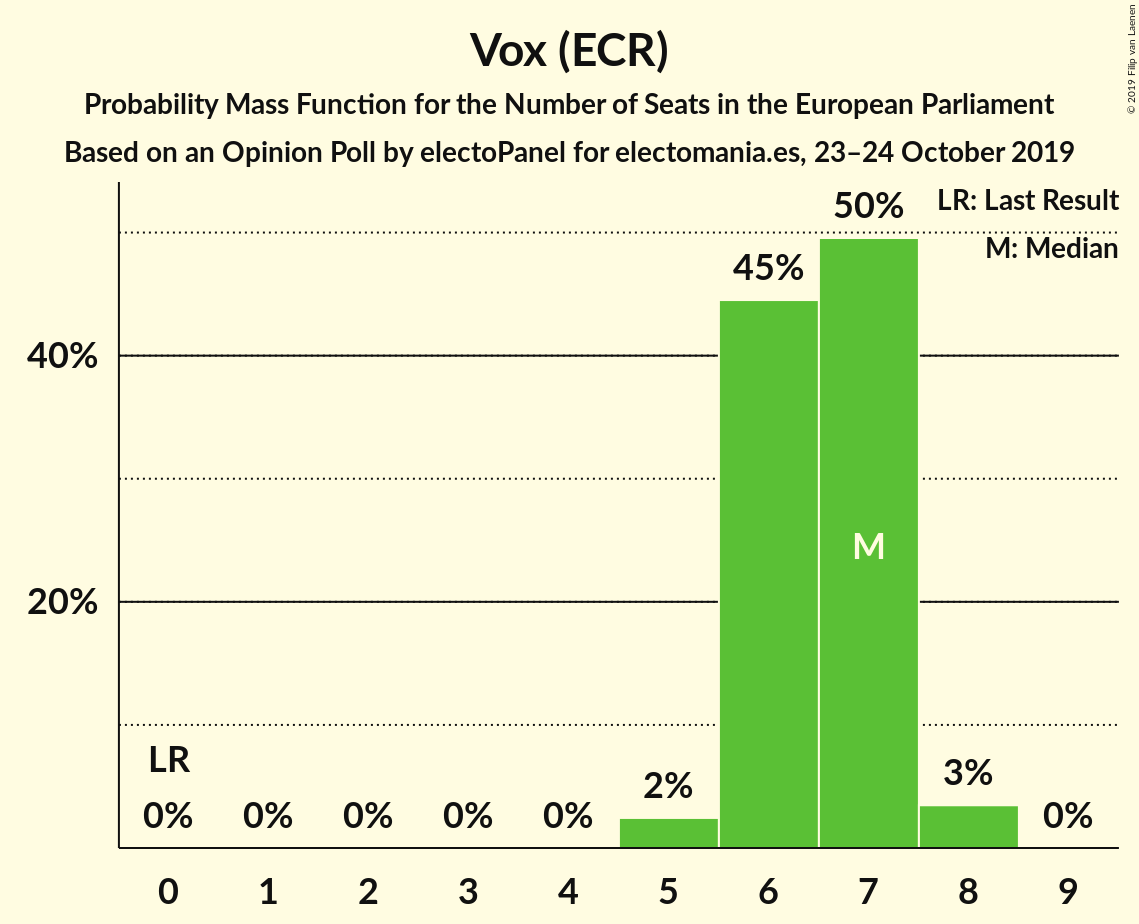 Vox (ECR)
Probability Mass Function for the Number of Seats in the European Parliament
Based on an Opinion Poll by electoPanel for electomania.es, 23–24 October 2019
© 2019 Filip van Laenen
LR: Last Result
M: Median
50%
45%
40%
M
20%
LR
0%
0%
0%
0%
0%
2%
3%
0%
0 1 2 3 4 5 6 7 8 9